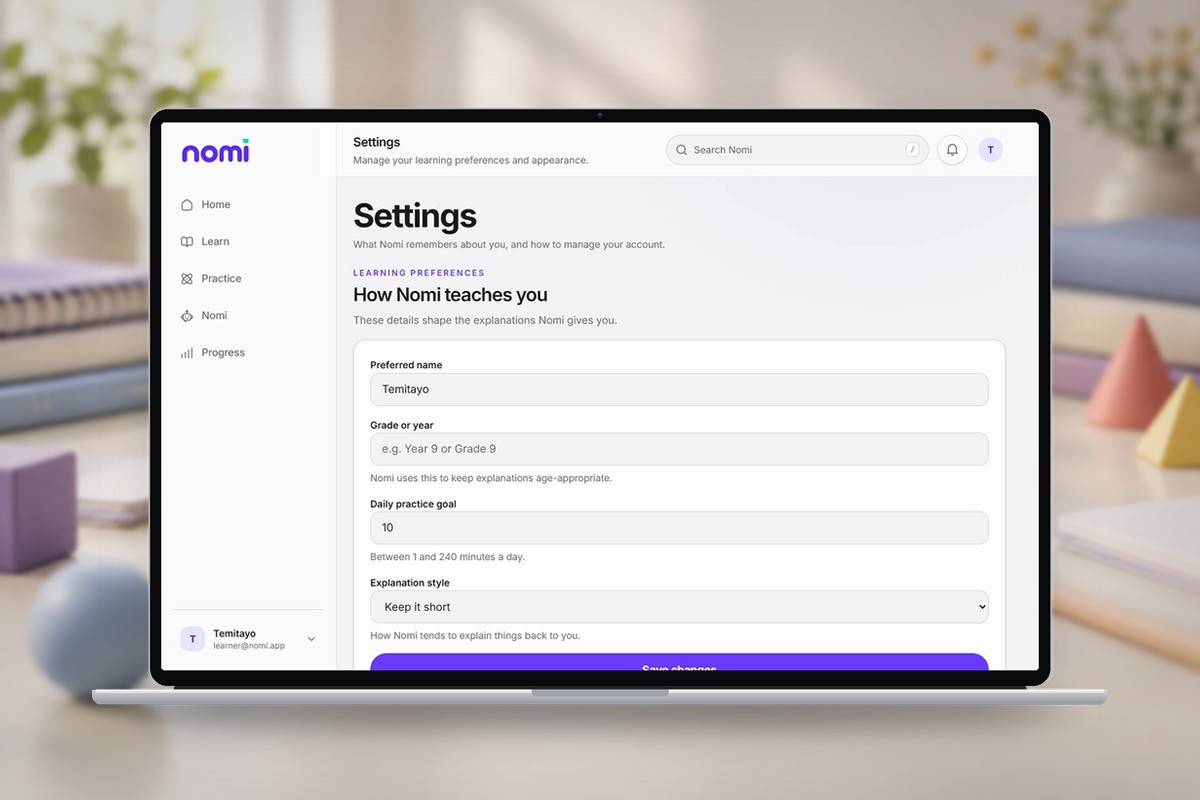 nomi
Settings
Manage your learning preferences and appearance.
Search Nomi
/
T
Home
Learn
Practice
Nomi
Progress
Settings
What Nomi remembers about you, and how to manage your account.
LEARNING PREFERENCES
How Nomi teaches you
These details shape the explanations Nomi gives you.
Preferred name
Temitayo
Grade or year
e.g. Year 9 or Grade 9
Nomi uses this to keep explanations age-appropriate.
Daily practice goal
10
Between 1 and 240 minutes a day.
Explanation style
Keep it short
How Nomi tends to explain things back to you.
Save changes
T
Temitayo
learner@nomi.app